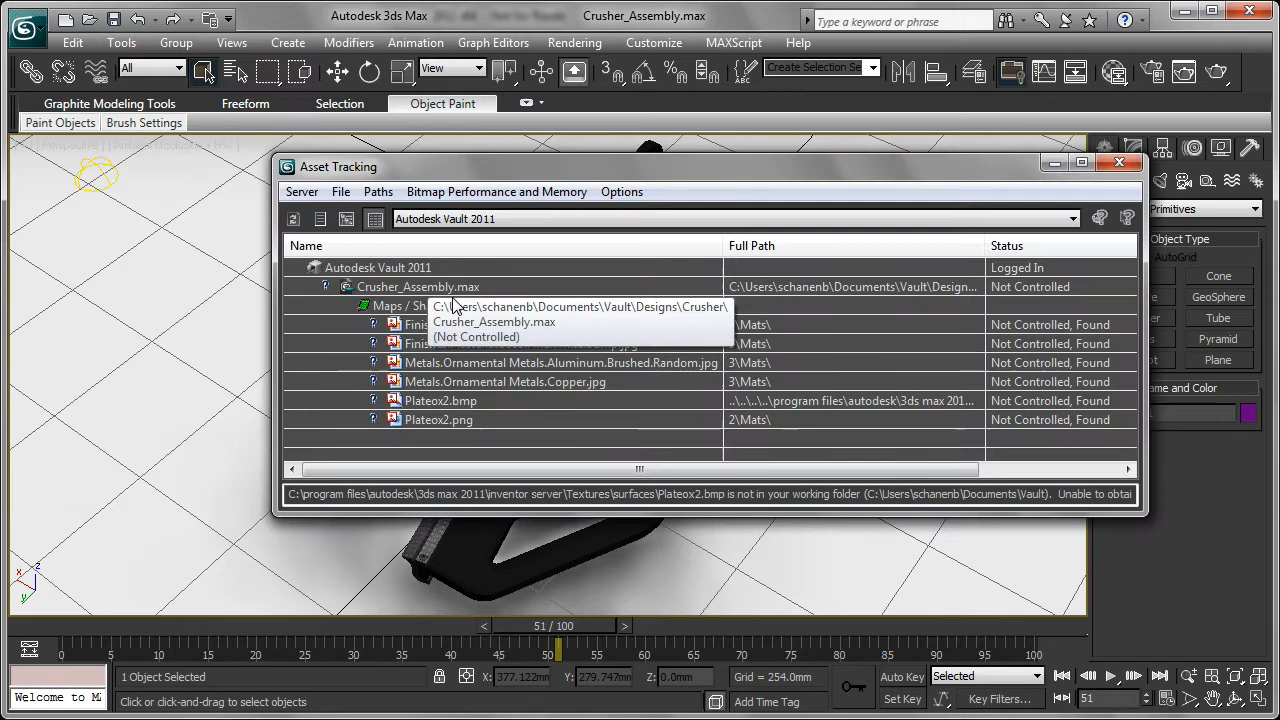 Autodesk 3ds Max
Crusher_Assembly.max
Type a keyword or phrase
Edit Tools Group Views Create Modifiers Animation Graph Editors Rendering Customize MAXScript Help
All
View
Create Selection Se
Graphite Modeling Tools Freeform Selection Object Paint
Paint Objects Brush Settings
Asset Tracking
Server File Paths Bitmap Performance and Memory Options
Autodesk Vault 2011
Name Full Path Status
Autodesk Vault 2011 Logged In
Crusher_Assembly.max C:\Users\schanenb\Documents\Vault\Design... Not Controlled
Maps / Sh
C:\Users\schanenb\Documents\Vault\Designs\Crusher\
Crusher_Assembly.max
(Not Controlled)
Finis \Mats\ Not Controlled, Found
Finis \Mats\ Not Controlled, Found
Metals.Ornamental Metals.Aluminum.Brushed.Random.jpg 3\Mats\ Not Controlled, Found
Metals.Ornamental Metals.Copper.jpg 3\Mats\ Not Controlled, Found
Plateox2.bmp ..\..\..\..\program files\autodesk\3ds max 201... Not Controlled, Found
Plateox2.png 2\Mats\ Not Controlled, Found
C:\program files\autodesk\3ds max 2011\inventor server\Textures\surfaces\Plateox2.bmp is not in your working folder (C:\Users\schanenb\Documents\Vault). Unable to obtai
Primitives
Object Type
AutoGrid
Cone
GeoSphere
Tube
Pyramid
Plane
ame and Color
x z y
51 / 100
0 5 10 15 20 25 30 35 40 45 50 55 60 65 70 75 80 85 90 95 100
1 Object Selected X: 377.122mm Y: 279.747mm Z: 0.0mm Grid = 254.0mm Auto Key Selected 51
Welcome to MA Click or click-and-drag to select objects Add Time Tag Set Key Key Filters...